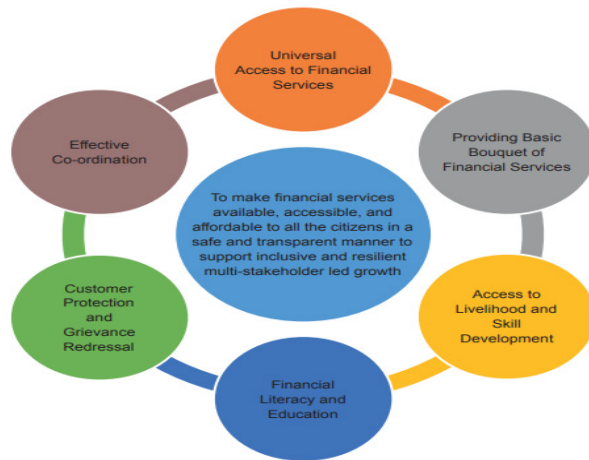 Universal
Access to Financial
Services
Effective
Co-ordination
Providing Basic
Bouquet of
Financial Services
To make financial services
available, accessible, and
affordable to all the citizens in a
safe and transparent manner to
support inclusive and resilient
multi-stakeholder led growth
Customer
Protection
and
Grievance
Redressal
Access to
Livelihood and
Skill
Development
Financial
Literacy and
Education